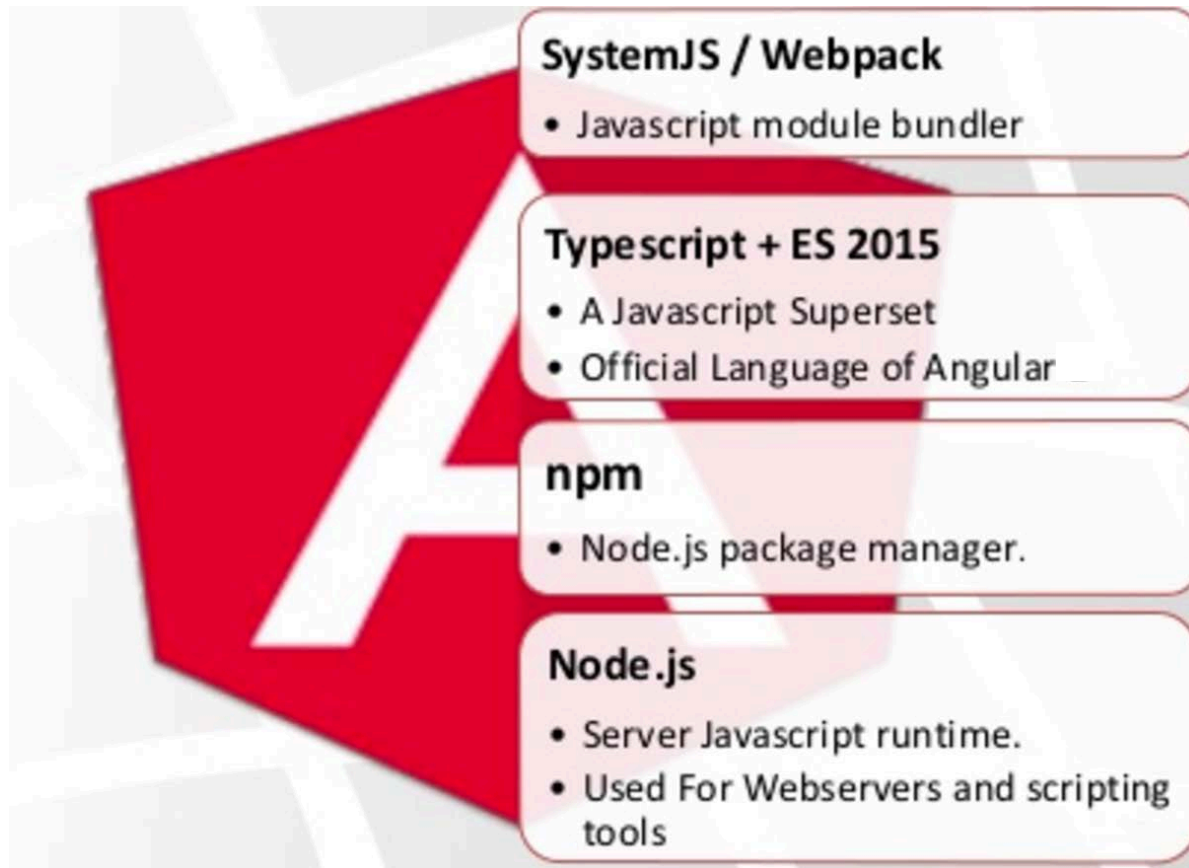 SystemJS / Webpack
• Javascript module bundler
Typescript + ES 2015
• A Javascript Superset
• Official Language of Angular
npm
• Node.js package manager.
Node.js
• Server Javascript runtime.
• Used For Webservers and scripting
tools